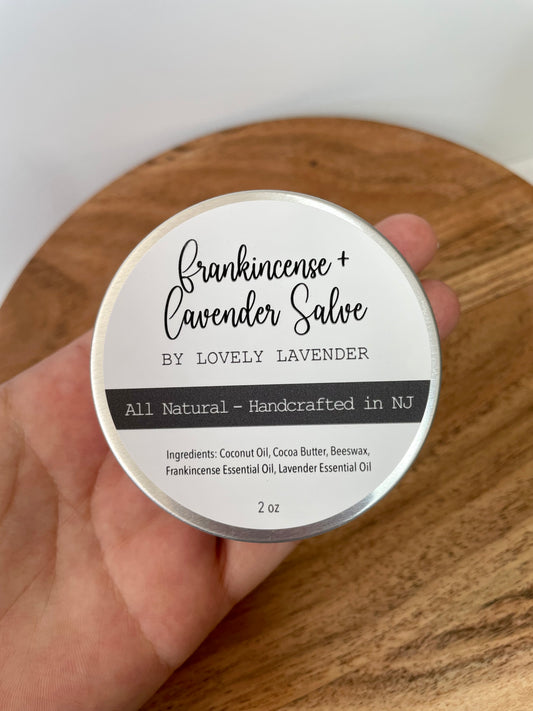 frankincense +
Lavender Salve
BY LOVELY LAVENDER
All Natural - Handcrafted in NJ
Ingredients: Coconut Oil, Cocoa Butter, Beeswax,
Frankincense Essential Oil, Lavender Essential Oil
2 oz